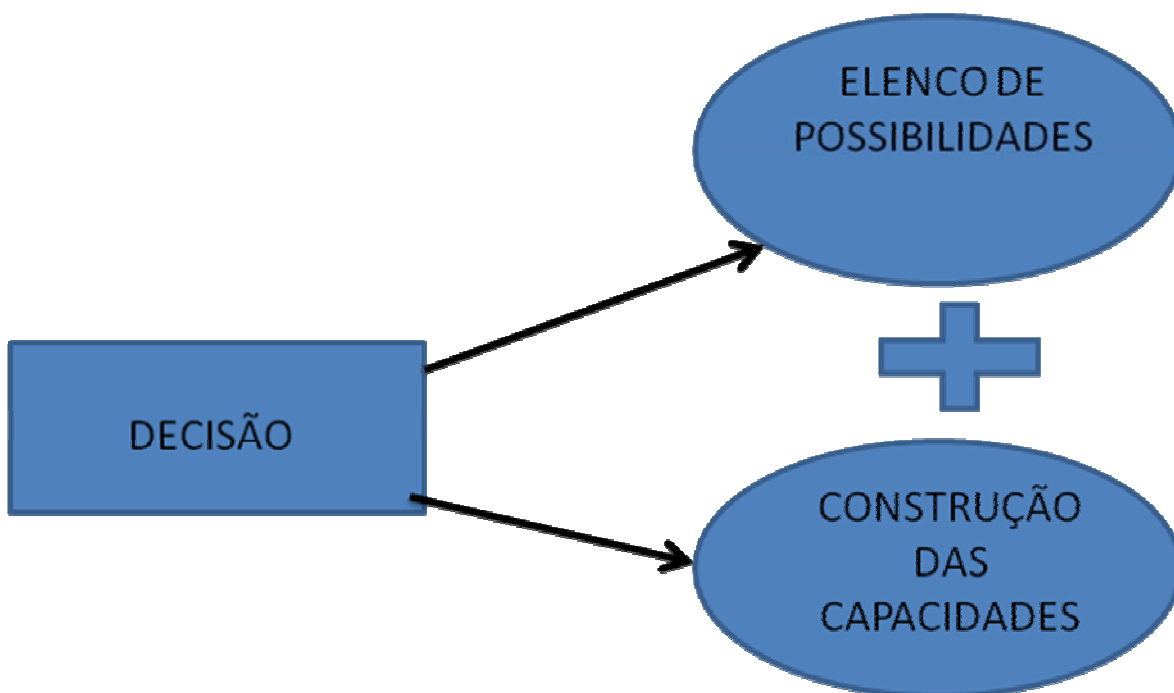 ELENCO DE
POSSIBILIDADES
DECISÃO
CONSTRUÇÃO
DAS
CAPACIDADES